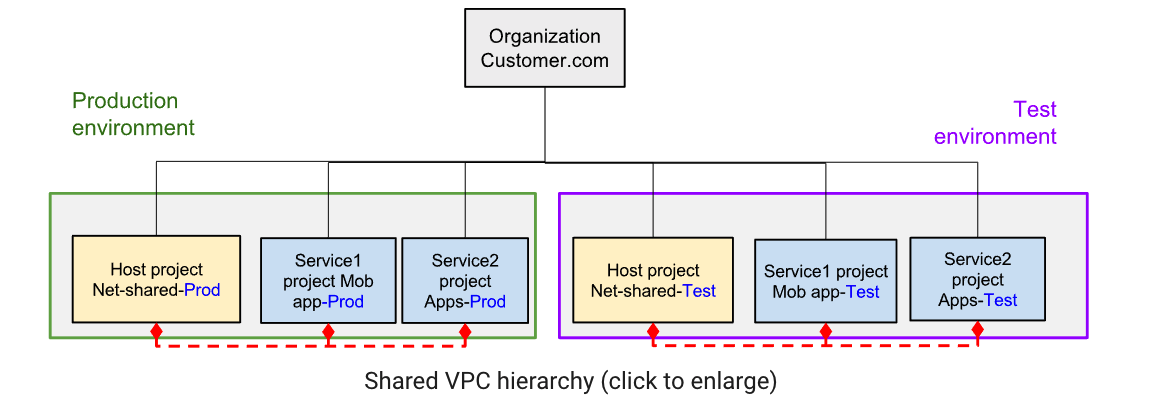 Organization
Customer.com
Production
environment
Test
environment
Host project
Net-shared-Prod
Service1
project Mob
app-Prod
Service2
project
Apps-Prod
Host project
Net-shared-Test
Service1 project
Mob app-Test
Service2
project
Apps-Test
Shared VPC hierarchy (click to enlarge)